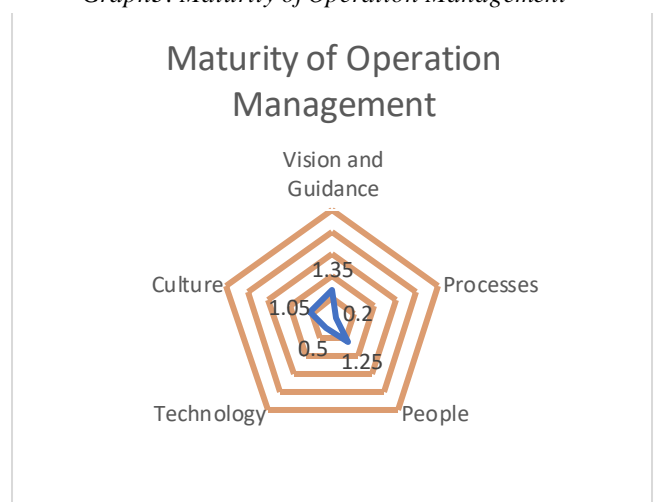 Maturity of Operation
Management
Vision and
Guidance
1.35
Culture
Processes
1.05
0.2
0.5
1.25
Technology
People